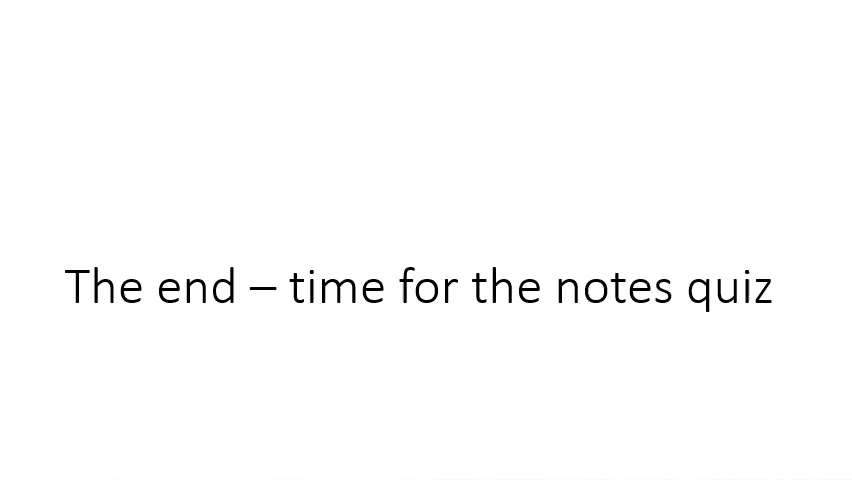 The end – time for the notes quiz